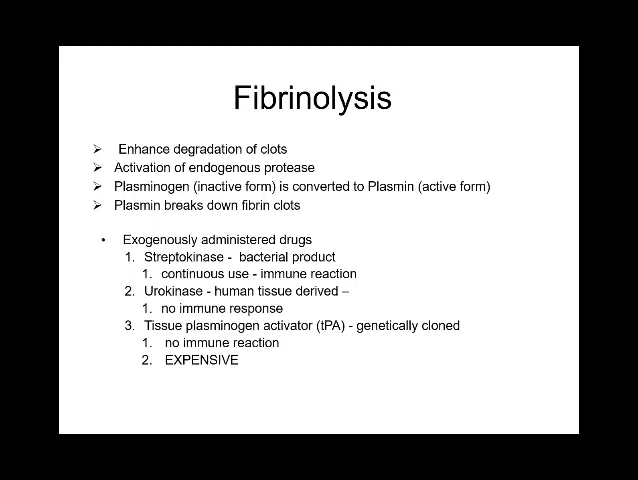 Fibrinolysis
➢ Enhance degradation of clots
➢ Activation of endogenous protease
➢ Plasminogen (inactive form) is converted to Plasmin (active form)
➢ Plasmin breaks down fibrin clots
• Exogenously administered drugs
1. Streptokinase - bacterial product
1. continuous use - immune reaction
2. Urokinase - human tissue derived –
1. no immune response
3. Tissue plasminogen activator (tPA) - genetically cloned
1. no immune reaction
2. EXPENSIVE